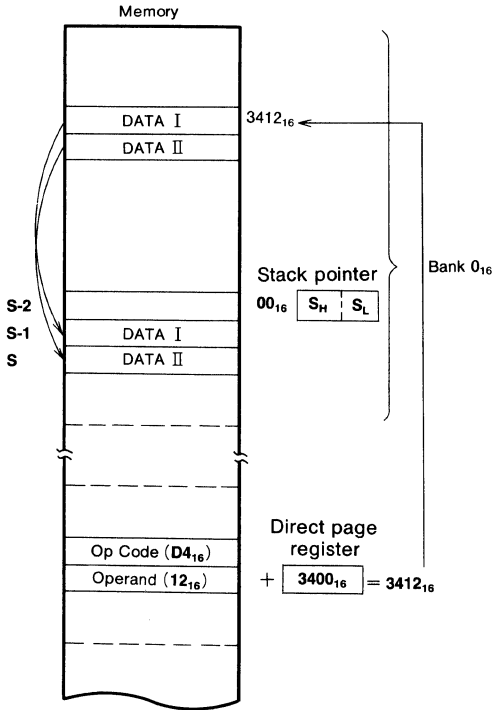 Memory
DATA I
3412₁₆
DATA II
Bank 0₁₆
Stack pointer
S-2
00₁₆ S_H S_L
S-1
DATA I
S
DATA II
Direct page
register
Op Code (D4₁₆)
Operand (12₁₆)
+ 3400₁₆ = 3412₁₆